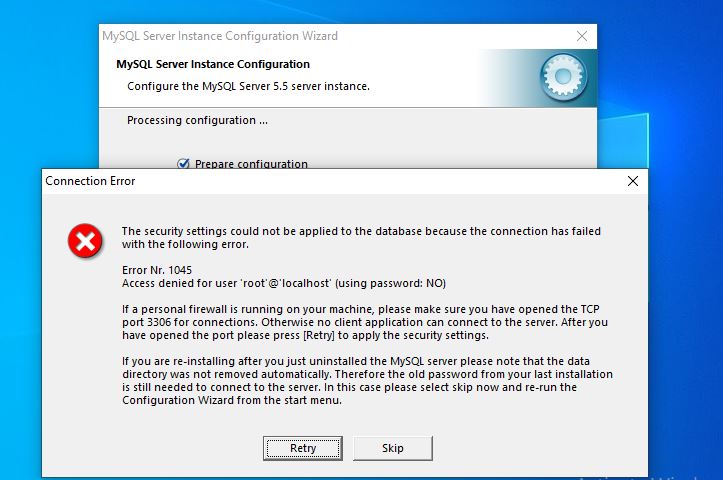 MySQL Server Instance Configuration Wizard
MySQL Server Instance Configuration
Configure the MySQL Server 5.5 server instance.
Processing configuration ...
Prepare configuration
Connection Error
The security settings could not be applied to the database because the connection has failed
with the following error.
Error Nr. 1045
Access denied for user 'root'@'localhost' (using password: NO)
If a personal firewall is running on your machine, please make sure you have opened the TCP
port 3306 for connections. Otherwise no client application can connect to the server. After you
have opened the port please press [Retry] to apply the security settings.
If you are re-installing after you just uninstalled the MySQL server please note that the data
directory was not removed automatically. Therefore the old password from your last installation
is still needed to connect to the server. In this case please select skip now and re-run the
Configuration Wizard from the start menu.
Retry
Skip